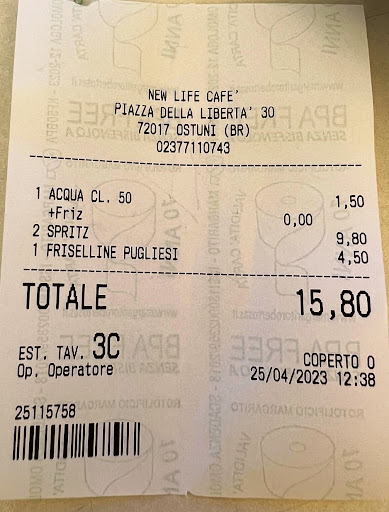 NEW LIFE CAFE'
PIAZZA DELLA LIBERTA' 30
72017 OSTUNI (BR)
02377110743
1 ACQUA CL. 50 1,50
+Friz 0,00
2 SPRITZ 9,80
1 FRISELLINE PUGLIESI 4,50
TOTALE 15,80
EST. TAV. 3C COPERTO 0
Op. Operatore 25/04/2023 12:38
25115758